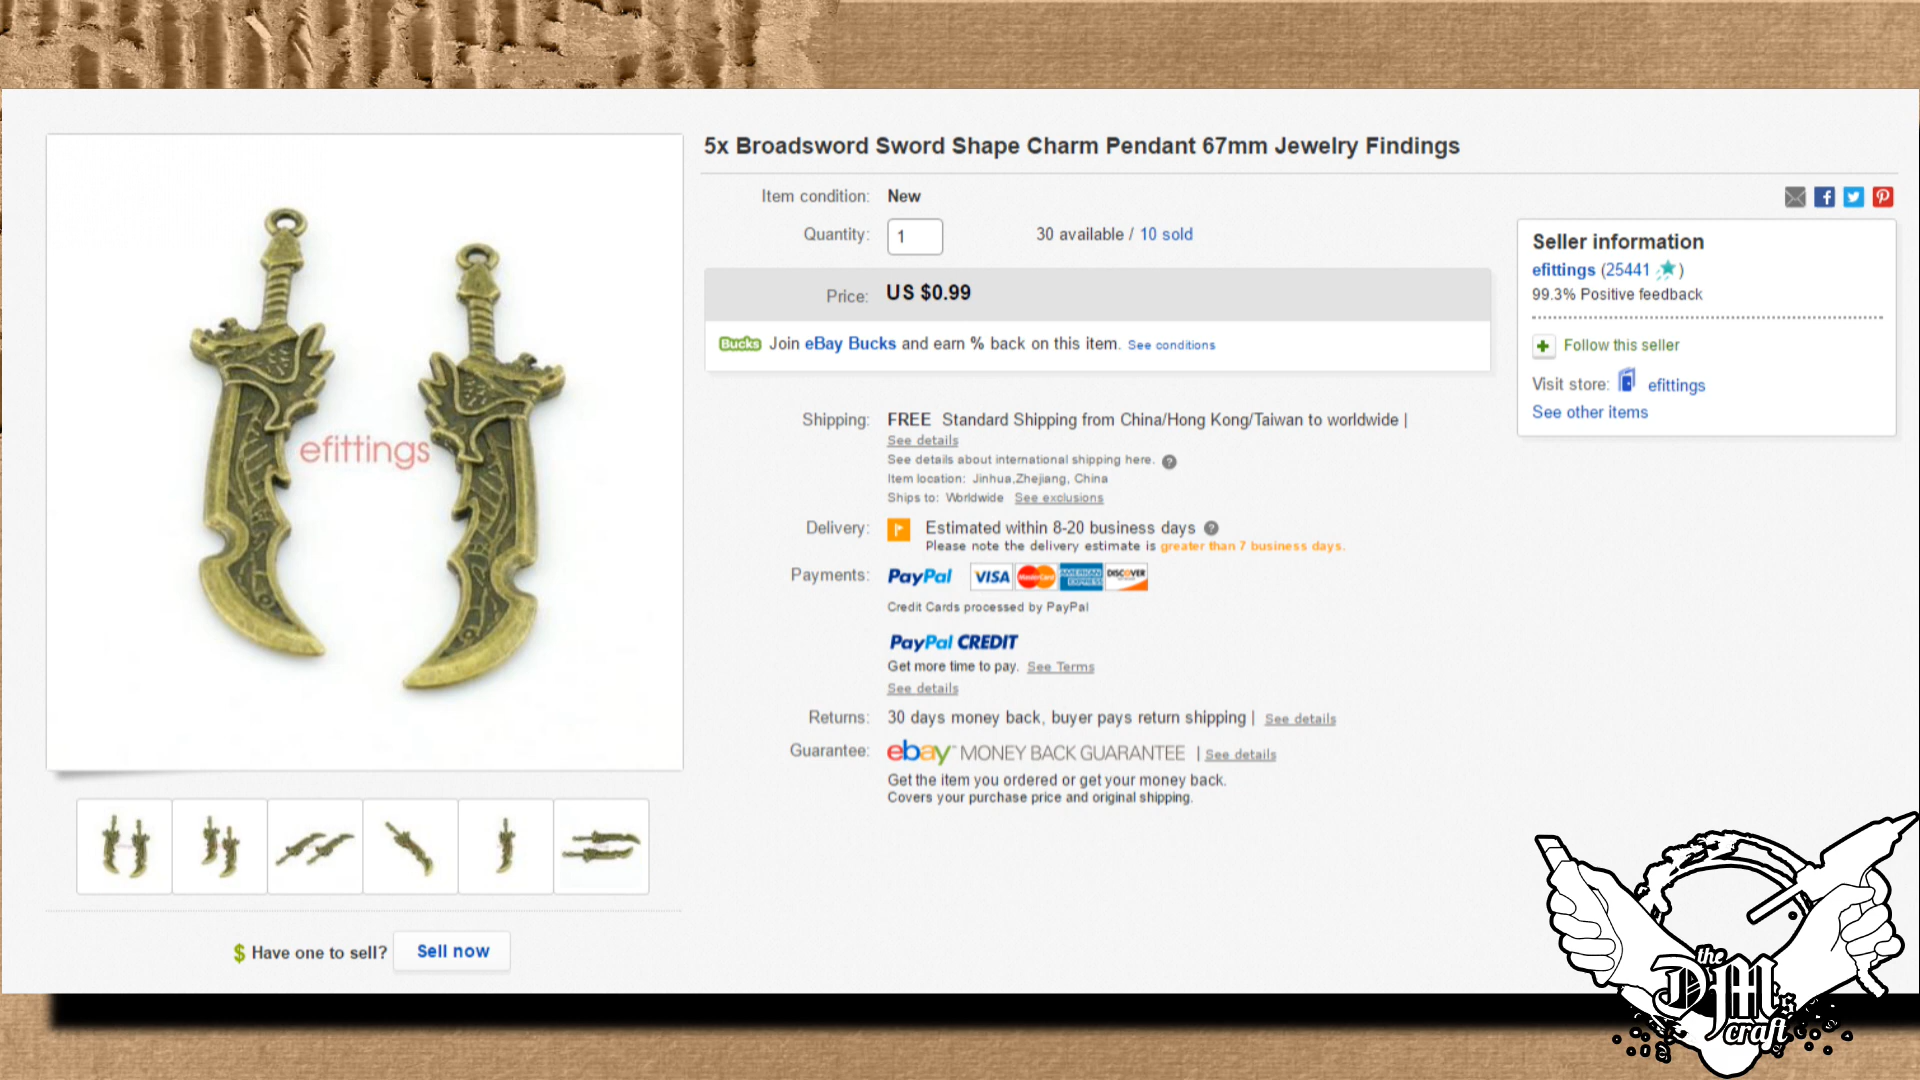 5x Broadsword Sword Shape Charm Pendant 67mm Jewelry Findings
Item condition: New
Quantity: 1 30 available / 10 sold
Price: US $0.99
Bucks Join eBay Bucks and earn % back on this item. See conditions
Shipping: FREE Standard Shipping from China/Hong Kong/Taiwan to worldwide |
See details
See details about international shipping here. ?
Item location: Jinhua,Zhejiang, China
Ships to: Worldwide See exclusions
Delivery: Estimated within 8-20 business days ?
Please note the delivery estimate is greater than 7 business days.
Payments: PayPal VISA MasterCard AMERICAN EXPRESS DISCOVER
Credit Cards processed by PayPal
PayPal CREDIT
Get more time to pay. See Terms
See details
Returns: 30 days money back, buyer pays return shipping | See details
Guarantee: ebay MONEY BACK GUARANTEE | See details
Get the item you ordered or get your money back.
Covers your purchase price and original shipping.
Seller information
efittings (25441)
99.3% Positive feedback
Follow this seller
Visit store: efittings
See other items
efittings
$ Have one to sell? Sell now
the
DM's
craft